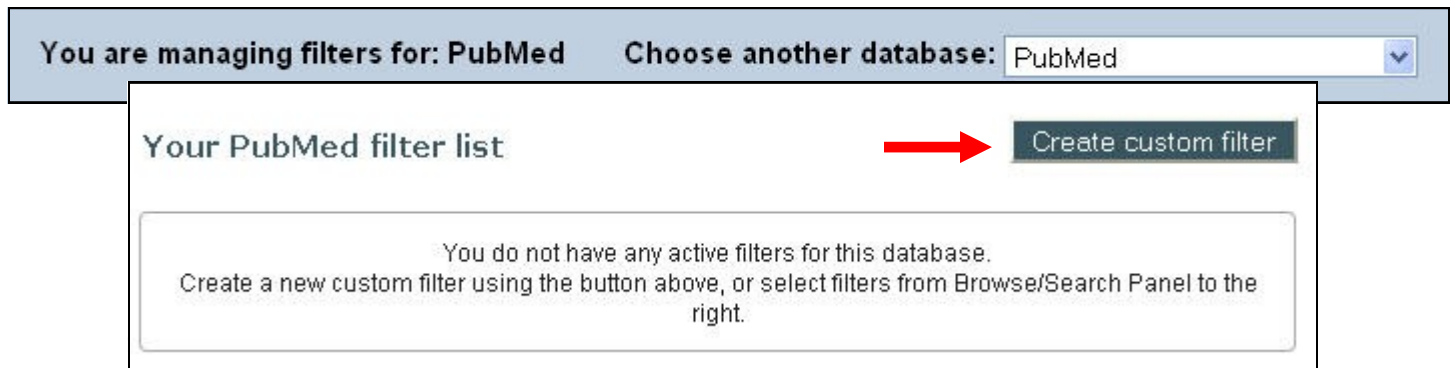 You are managing filters for: PubMed Choose another database: PubMed
Your PubMed filter list Create custom filter
You do not have any active filters for this database.
Create a new custom filter using the button above, or select filters from Browse/Search Panel to the
right.